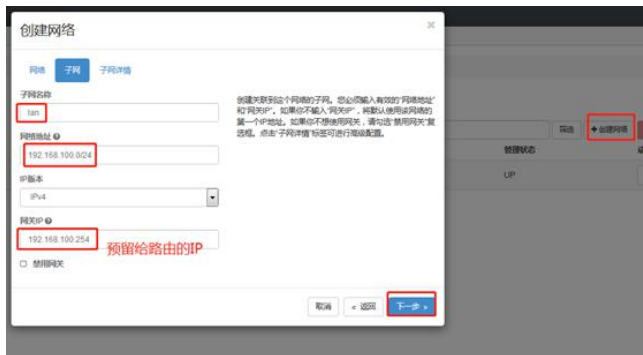 创建网络
×
网络 子网 子网详情
子网名称
lan
网络地址
192.168.100.0/24
IP版本
IPv4
网关IP
192.168.100.254
预留给路由的IP
禁用网关
创建关联到这个网络的子网。您必须输入有效的“网络地址”
和“网关IP”。如果你不输入“网关IP”，将默认使用该网络的
第一个IP地址。如果你不想使用网关，请勾选“禁用网关”复
选框。点击“子网详情”标签可进行高级配置。
取消 « 返回 下一步 »
筛选 +创建网络
管理状态
UP